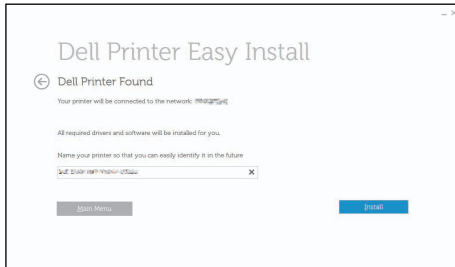 Dell Printer Easy Install
Dell Printer Found
Your printer will be connected to the network:
All required drivers and software will be installed for you.
Name your printer so that you can easily identify it in the future
Main Menu
Install